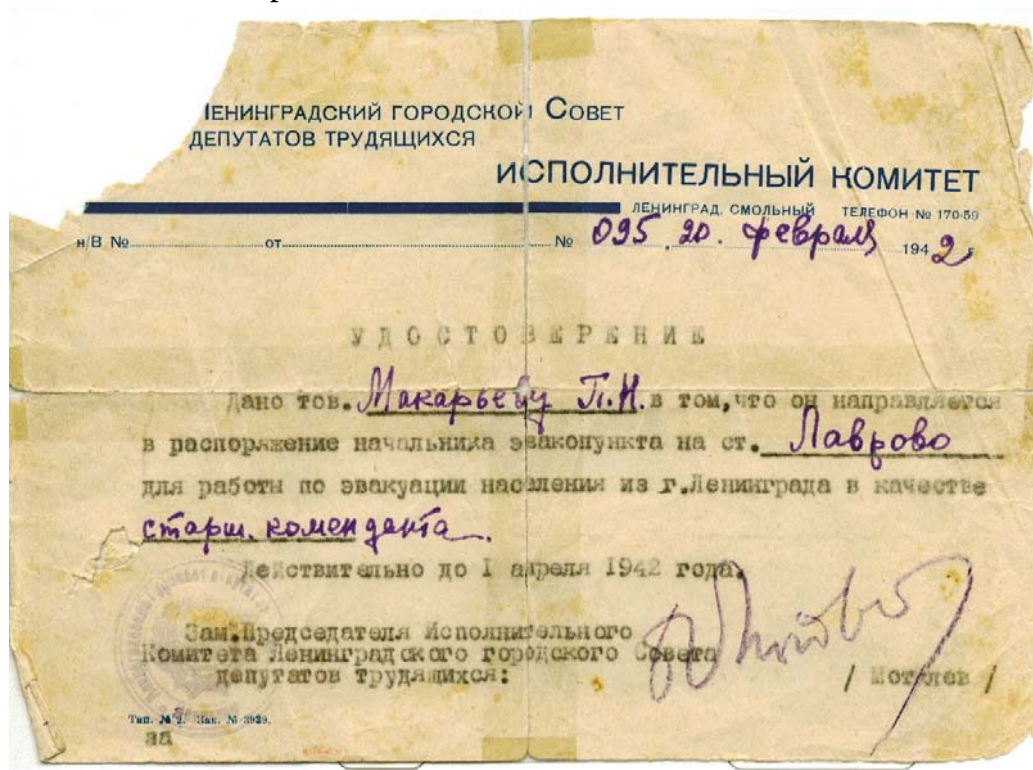 ЛЕНИНГРАДСКИЙ ГОРОДСКОЙ СОВЕТ
ДЕПУТАТОВ ТРУДЯЩИХСЯ
ИСПОЛНИТЕЛЬНЫЙ КОМИТЕТ
ЛЕНИНГРАД, СМОЛЬНЫЙ ТЕЛЕФОН № 170-59
н/В № от № 095 20. февраля 1942 г
УДОСТОВЕРЕНИЕ
Дано тов. Макарьеву П.Н. в том, что он направляется
в распоряжение начальника эвакопункта на ст. Лаврово
для работы по эвакуации населения из г.Ленинграда в качестве
старш. коменданта.
Действительно до I апреля 1942 года.
Зам.Председателя Исполнительного
Комитета Ленинградского городского Совета
депутатов трудящихся:
/ Мотылев /
Тип. № 2. Зак. № 3939.
за